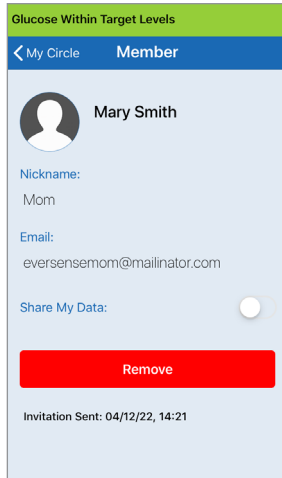 Glucose Within Target Levels
My Circle Member
Mary Smith
Nickname:
Mom
Email:
eversensemom@mailinator.com
Share My Data:
Remove
Invitation Sent: 04/12/22, 14:21